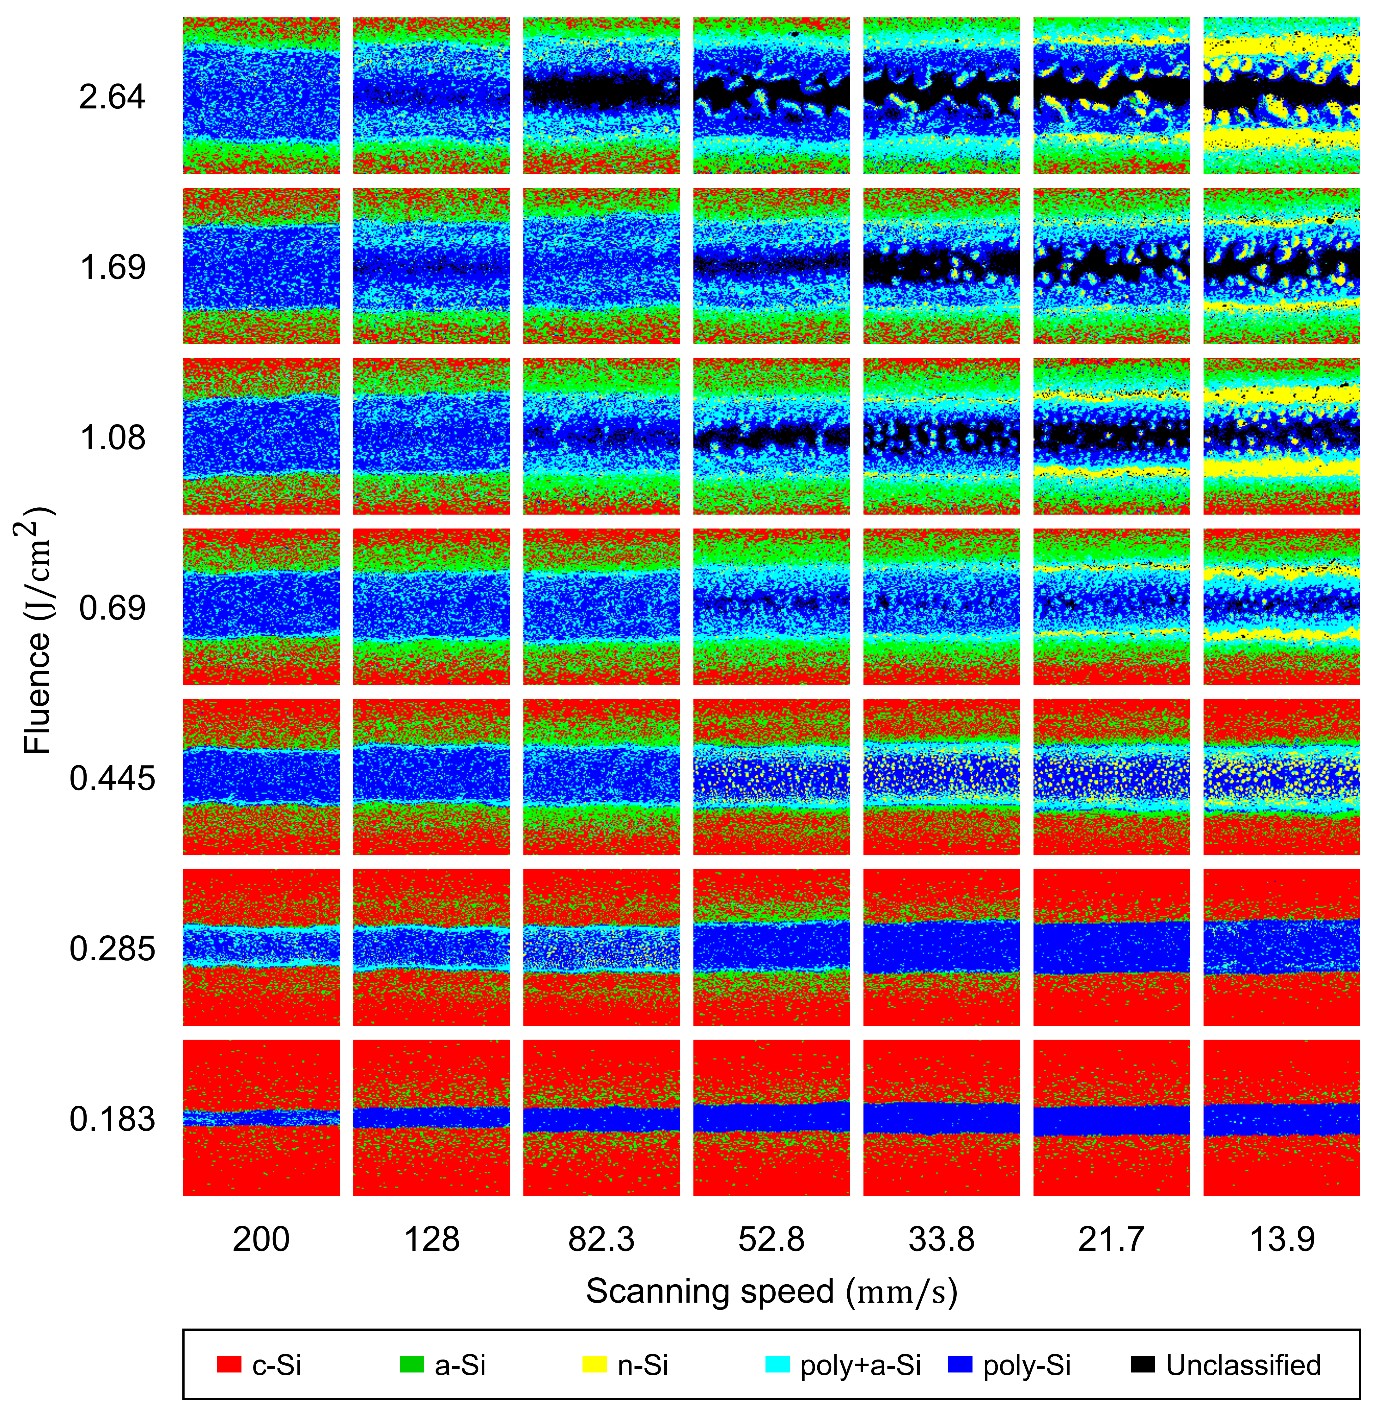 2.64
1.69
1.08
0.69
0.445
0.285
0.183
Fluence (J/cm²)
200 128 82.3 52.8 33.8 21.7 13.9
Scanning speed (mm/s)
c-Si a-Si n-Si poly+a-Si poly-Si Unclassified